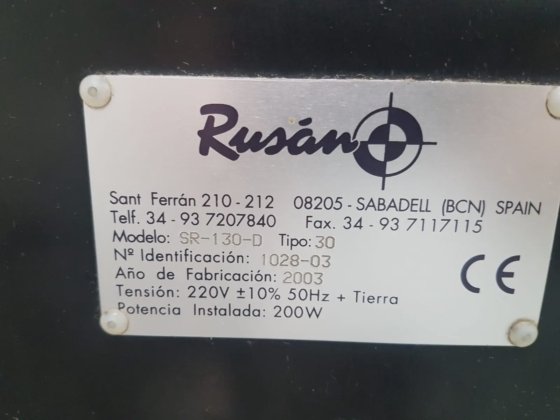 Rusán
Sant Ferrán 210 - 212 08205 - SABADELL (BCN) SPAIN
Telf. 34 - 93 7207840 Fax. 34 - 93 7117115
Modelo: SR-130-D Tipo: 30
Nº Identificación: 1028-03
Año de Fabricación: 2003
Tensión: 220V ±10% 50Hz + Tierra
Potencia Instalada: 200W
CE